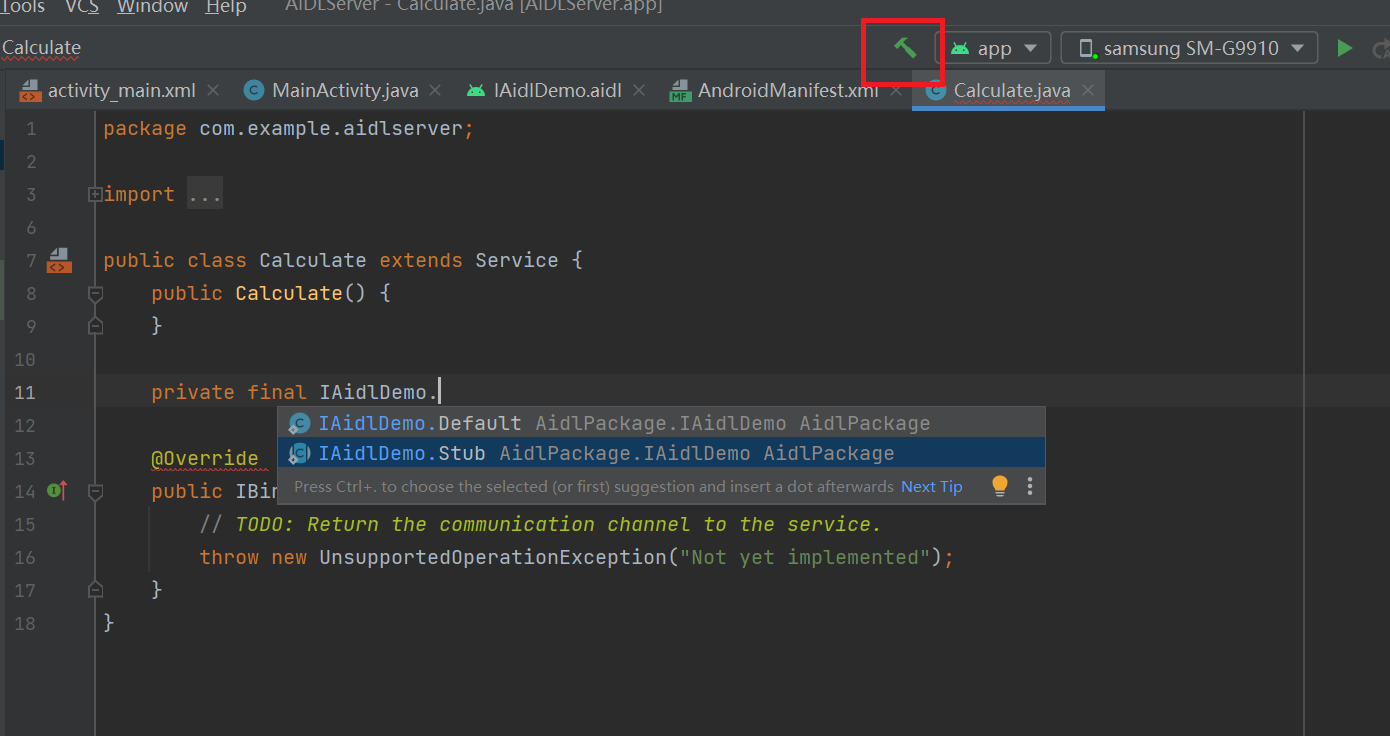 Tools VCS Window Help AIDLServer - Calculate.java [AIDLServer.app]
Calculate app samsung SM-G9910
activity_main.xml MainActivity.java IAidlDemo.aidl MF AndroidManifest.xml C Calculate.java
1 package com.example.aidlserver;
2
3 import ...
6
7 public class Calculate extends Service {
8 public Calculate() {
9 }
10
11 private final IAidlDemo.
12 IAidlDemo.Default AidlPackage.IAidlDemo AidlPackage
IAidlDemo.Stub AidlPackage.IAidlDemo AidlPackage
13 @Override
Press Ctrl+. to choose the selected (or first) suggestion and insert a dot afterwards Next Tip
14 public IBin
15 // TODO: Return the communication channel to the service.
16 throw new UnsupportedOperationException("Not yet implemented");
17 }
18 }